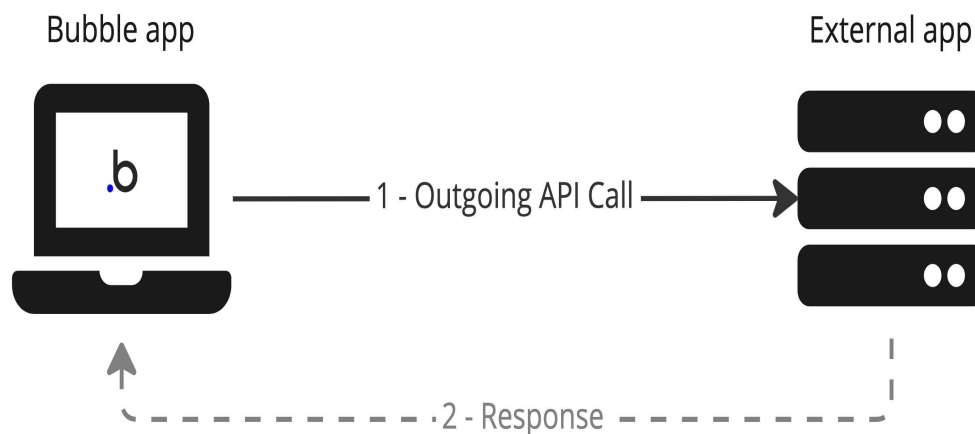 Bubble app
External app
.b
1 - Outgoing API Call
2 - Response